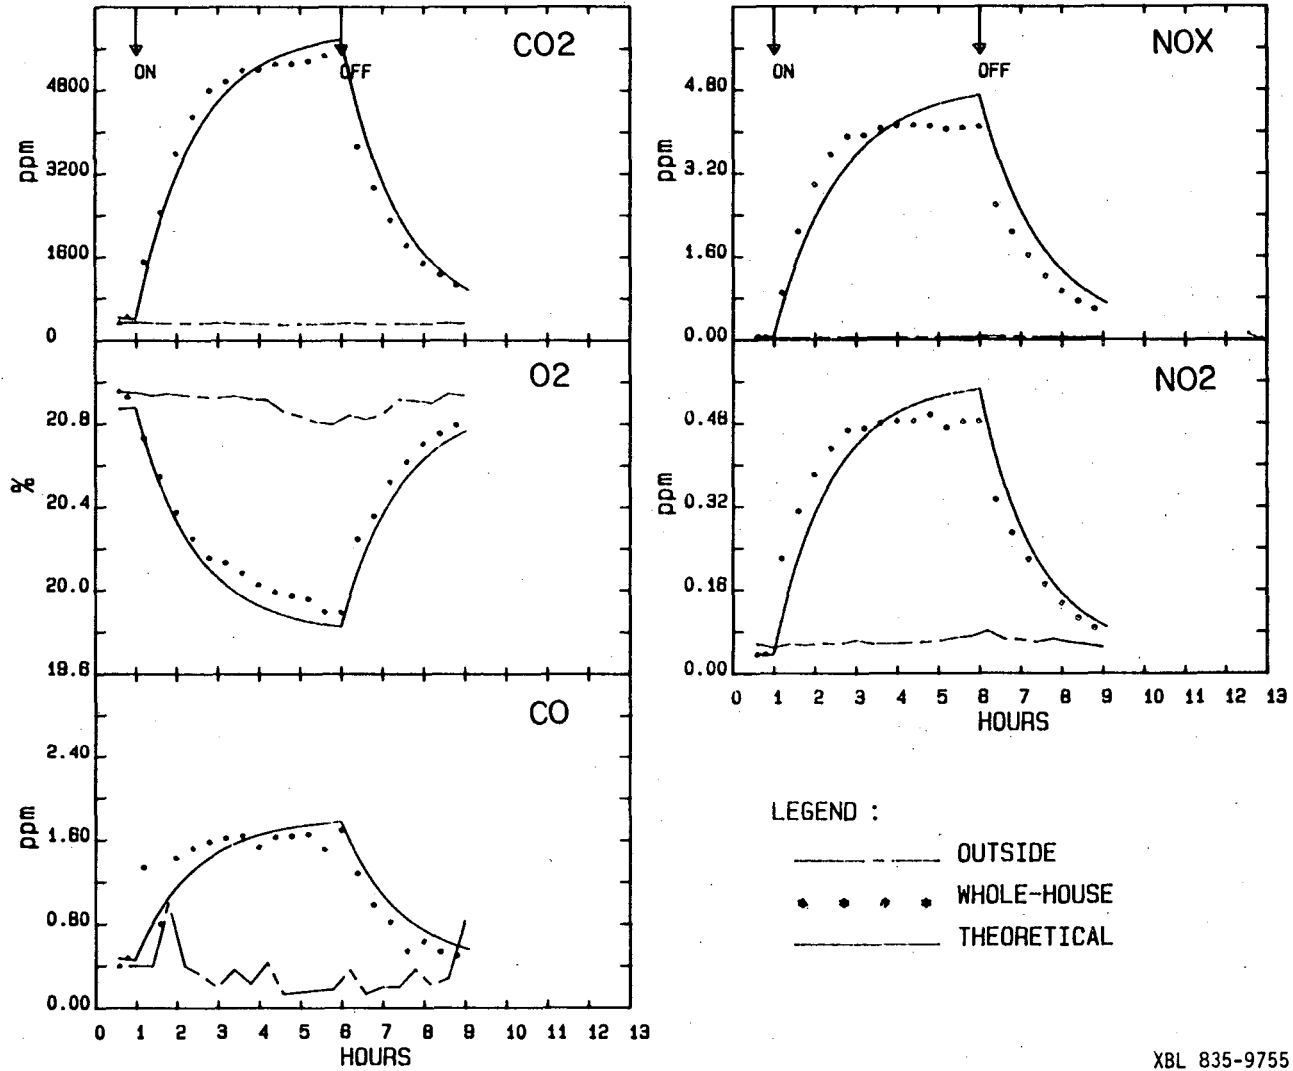 CO2
ON
OFF
ppm
4800
3200
1600
0
O2
%
20.8
20.4
20.0
19.6
CO
ppm
2.40
1.60
0.80
0.00
0 1 2 3 4 5 6 7 8 9 10 11 12 13
HOURS
NOX
ON
OFF
ppm
4.80
3.20
1.60
0.00
NO2
ppm
0.48
0.32
0.16
0.00
0 1 2 3 4 5 6 7 8 9 10 11 12 13
HOURS
LEGEND :
OUTSIDE
WHOLE-HOUSE
THEORETICAL
XBL 835-9755